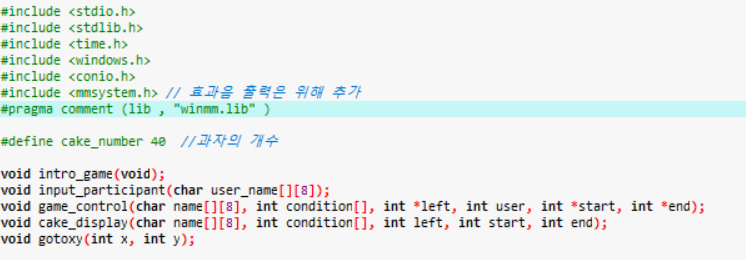 #include <stdio.h>
#include <stdlib.h>
#include <time.h>
#include <windows.h>
#include <conio.h>
#include <mmsystem.h> // 효과음 출력은 위해 추가
#pragma comment (lib , "winmm.lib" )
#define cake_number 40  //과자의 개수
void intro_game(void);
void input_participant(char user_name[][8]);
void game_control(char name[][8], int condition[], int *left, int user, int *start, int *end);
void cake_display(char name[][8], int condition[], int left, int start, int end);
void gotoxy(int x, int y);